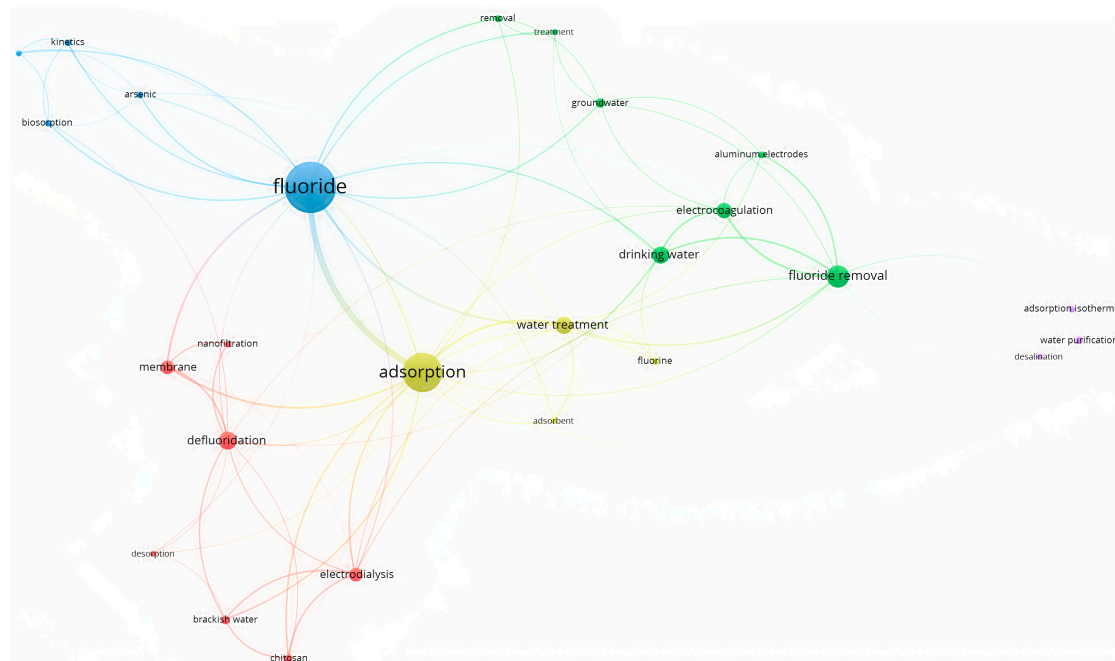 removal
treatment
kinetics
arsenic
groundwater
biosorption
aluminum electrodes
fluoride
electrocoagulation
drinking water
fluoride removal
adsorption isotherm
water treatment
water purification
nanofiltration
desalination
fluorine
membrane
adsorption
adsorbent
defluoridation
desorption
electrodialysis
brackish water
chitosan